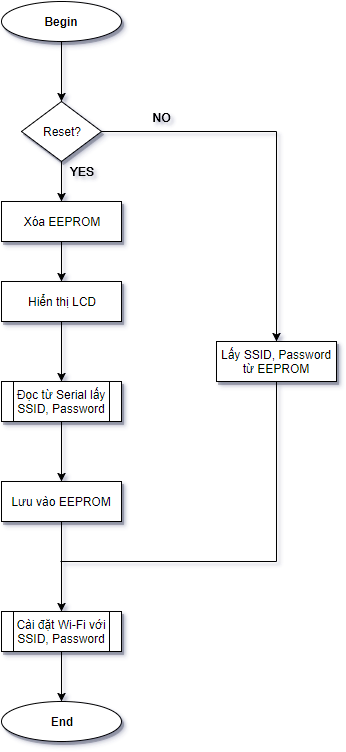 Begin
Reset?
NO
YES
Xóa EEPROM
Hiển thị LCD
Lấy SSID, Password
từ EEPROM
Đọc từ Serial lấy
SSID, Password
Lưu vào EEPROM
Cài đặt Wi-Fi với
SSID, Password
End